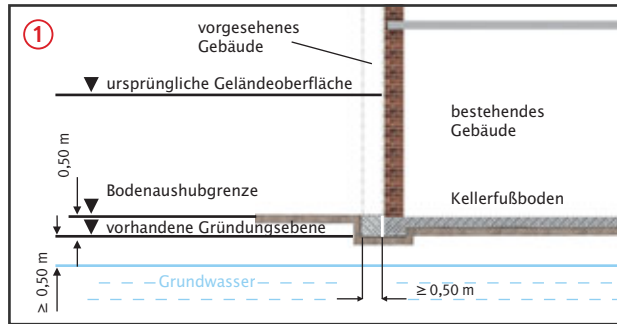 1
vorgesehenes
Gebäude
ursprüngliche Geländeoberfläche
bestehendes
Gebäude
0,50 m
Bodenaushubgrenze
Kellerfußboden
vorhandene Gründungsebene
≥ 0,50 m
Grundwasser
≥ 0,50 m